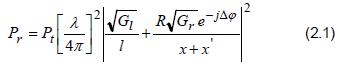 P_r = P_t [ λ / 4π ]^2 | √G_l / l + R√G_r e^{-jΔφ} / x + x' |^2 (2.1)